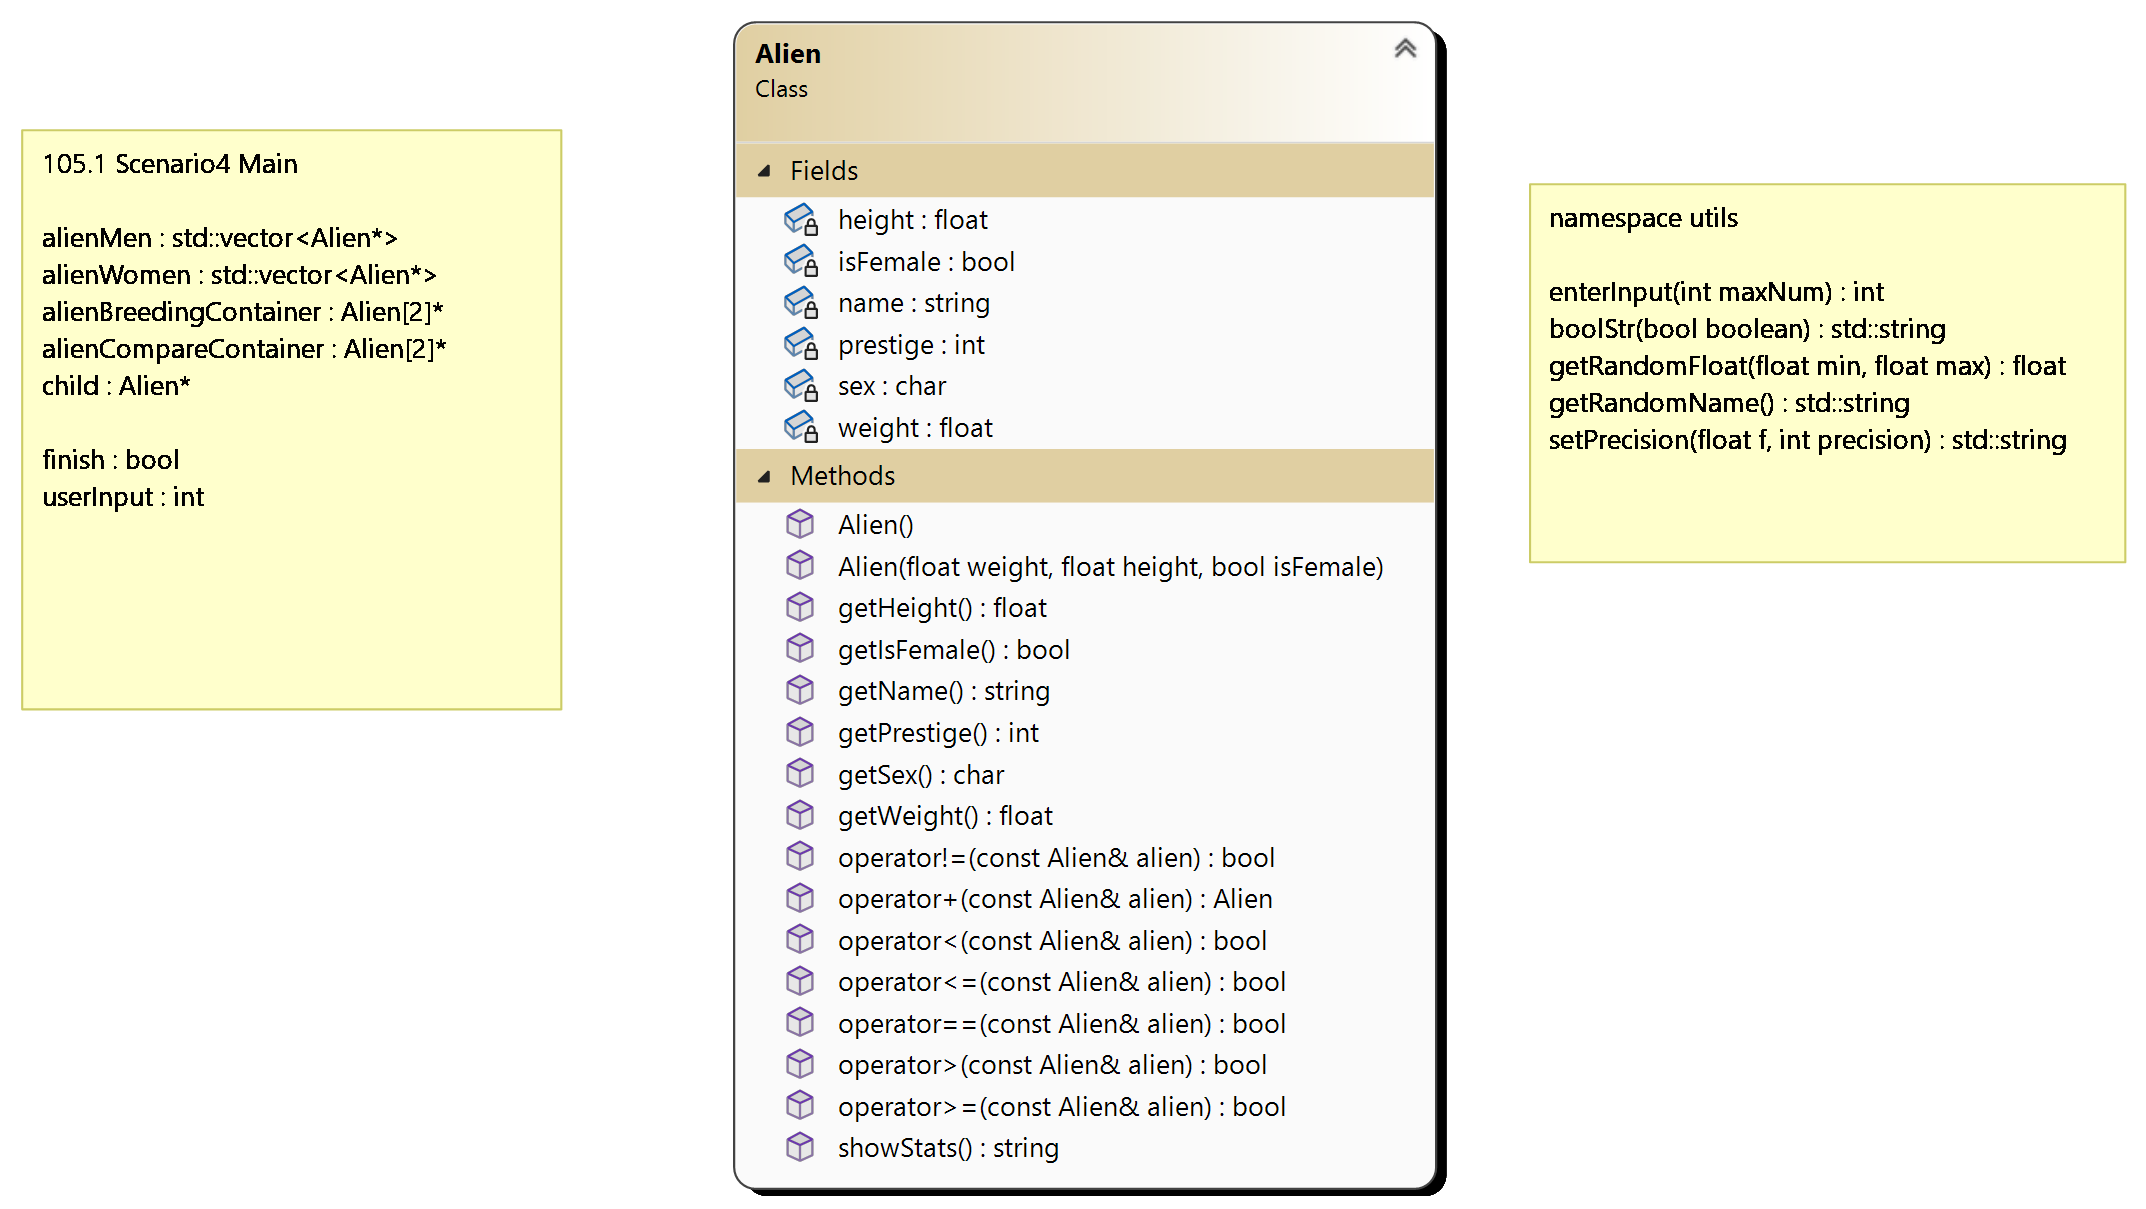 105.1 Scenario4 Main
alienMen : std::vector<Alien*>
alienWomen : std::vector<Alien*>
alienBreedingContainer : Alien[2]*
alienCompareContainer : Alien[2]*
child : Alien*
finish : bool
userInput : int
Alien
Class
Fields
height : float
isFemale : bool
name : string
prestige : int
sex : char
weight : float
Methods
Alien()
Alien(float weight, float height, bool isFemale)
getHeight() : float
getIsFemale() : bool
getName() : string
getPrestige() : int
getSex() : char
getWeight() : float
operator!=(const Alien& alien) : bool
operator+(const Alien& alien) : Alien
operator<(const Alien& alien) : bool
operator<=(const Alien& alien) : bool
operator==(const Alien& alien) : bool
operator>(const Alien& alien) : bool
operator>=(const Alien& alien) : bool
showStats() : string
namespace utils
enterInput(int maxNum) : int
boolStr(bool boolean) : std::string
getRandomFloat(float min, float max) : float
getRandomName() : std::string
setPrecision(float f, int precision) : std::string